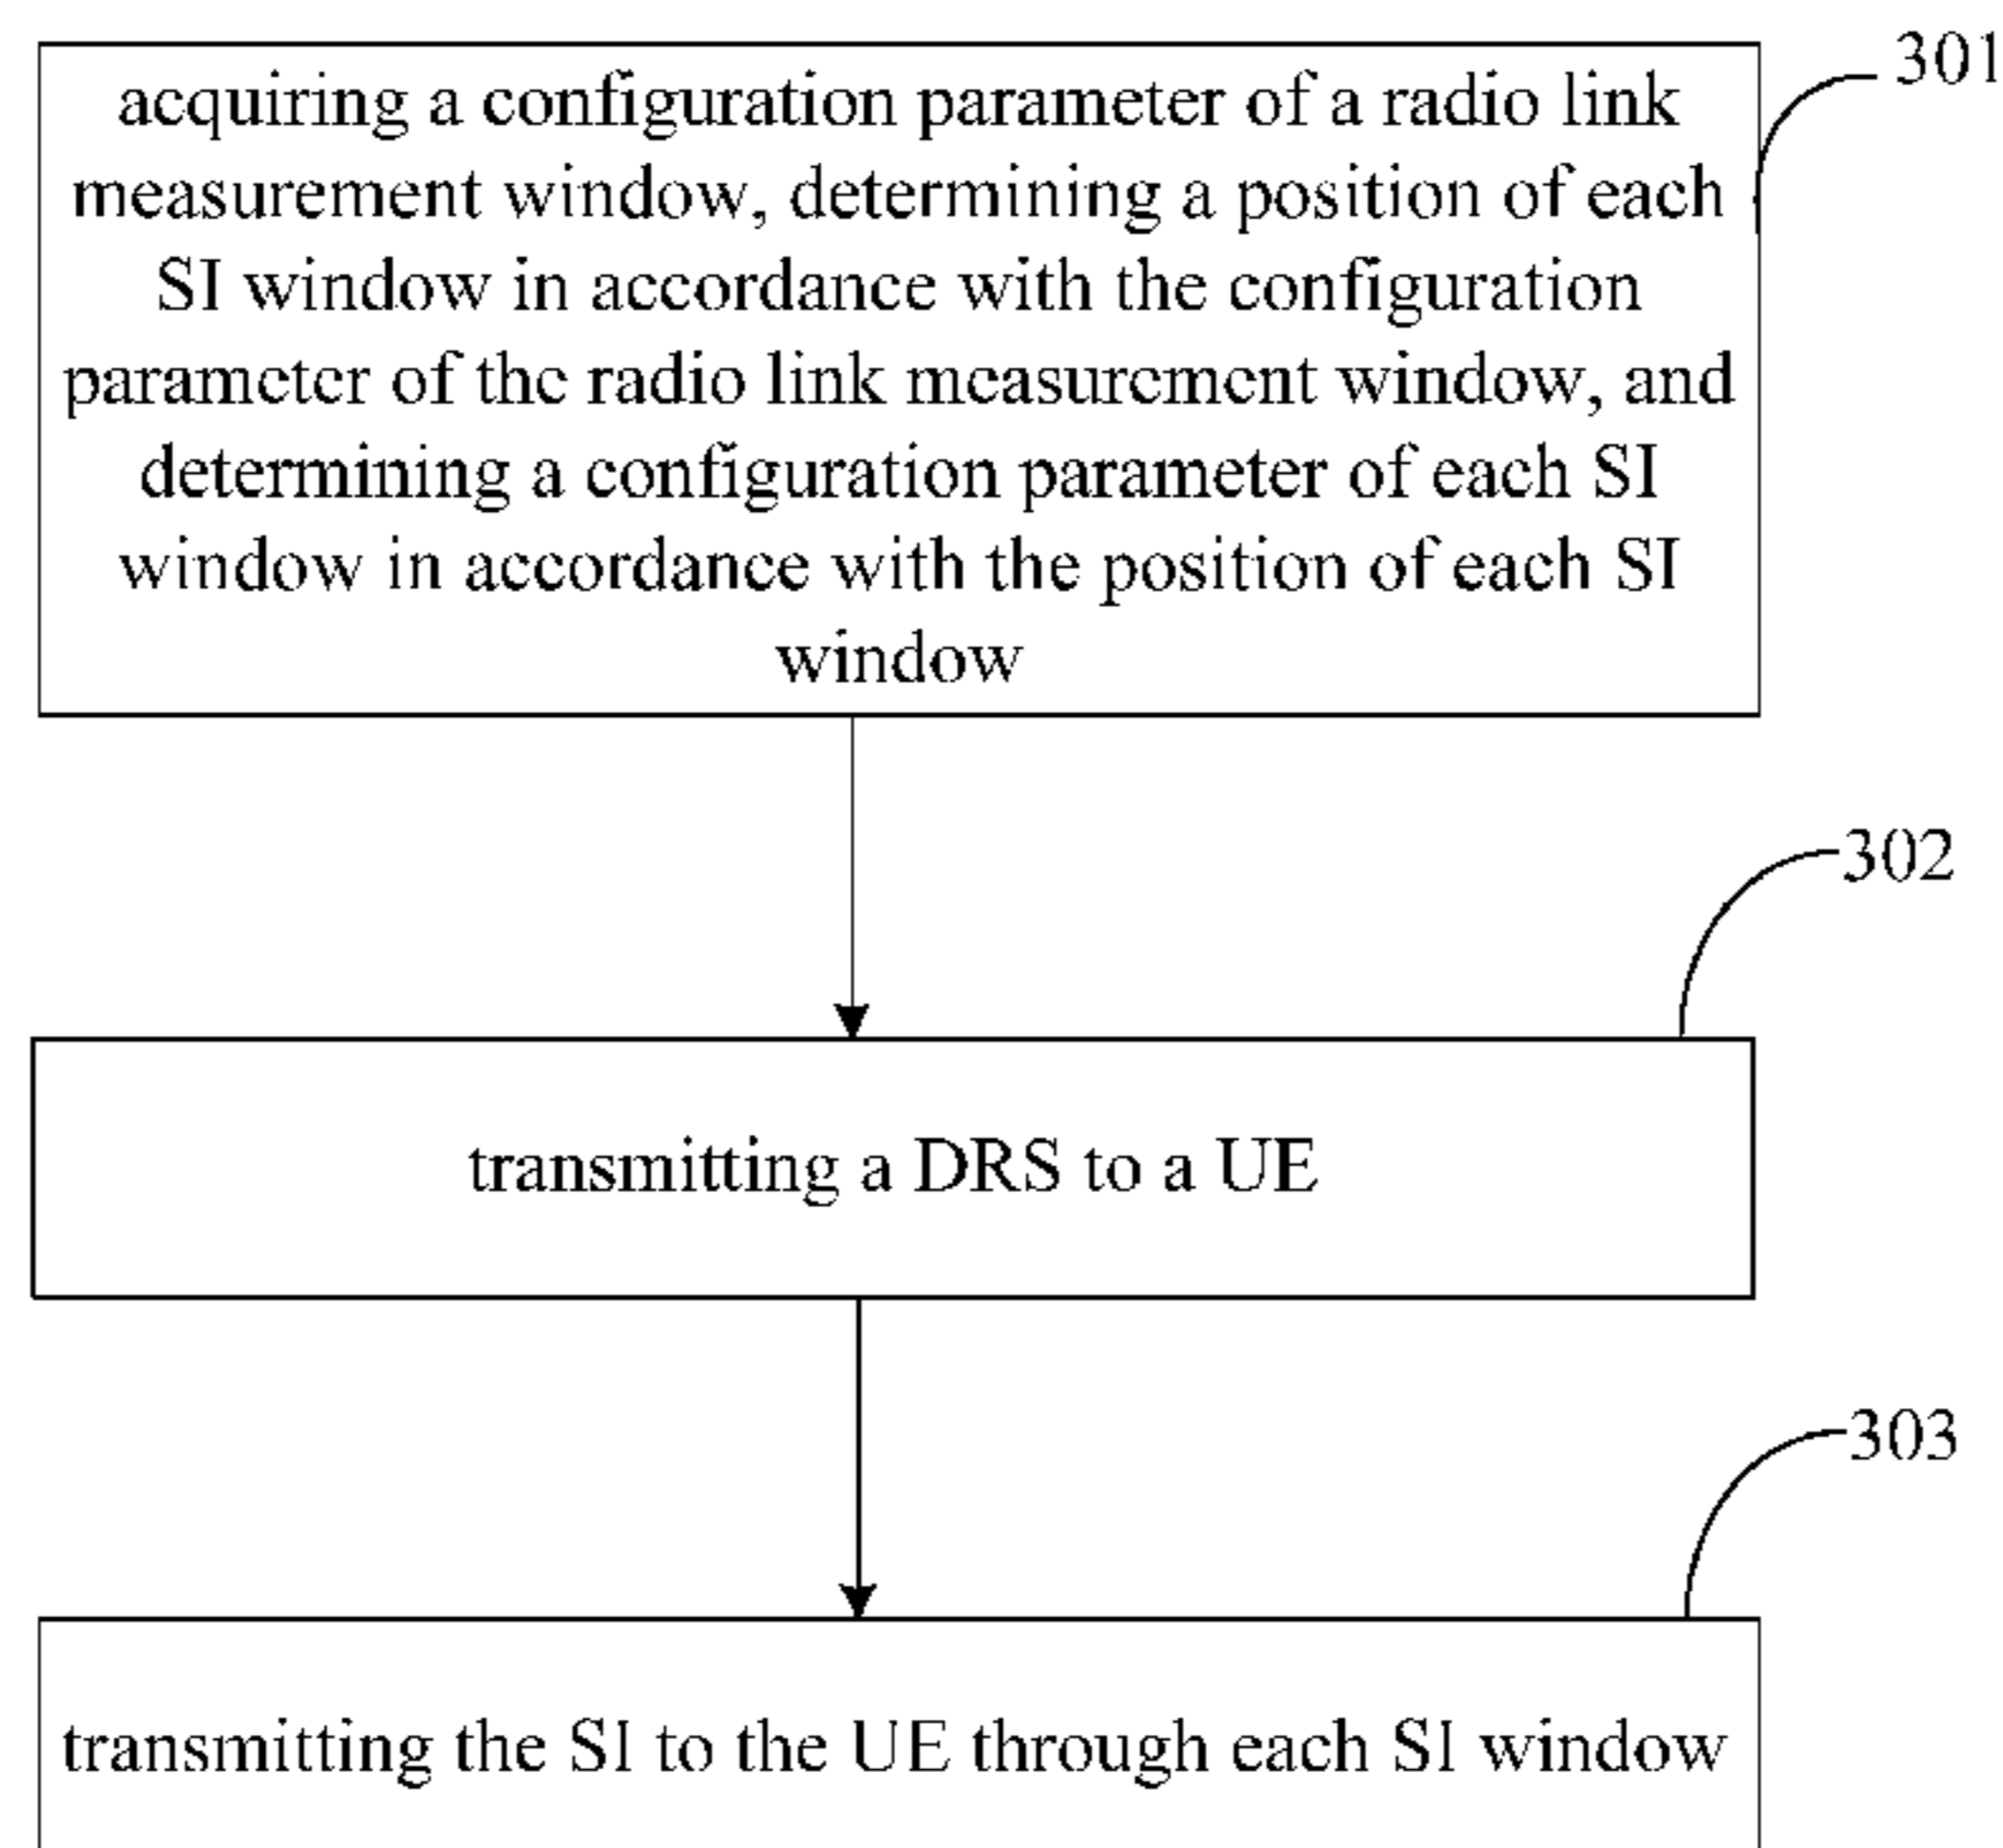 301
acquiring a configuration parameter of a radio link
measurement window, determining a position of each
SI window in accordance with the configuration
parameter of the radio link measurement window, and
determining a configuration parameter of each SI
window in accordance with the position of each SI
window
302
transmitting a DRS to a UE
303
transmitting the SI to the UE through each SI window